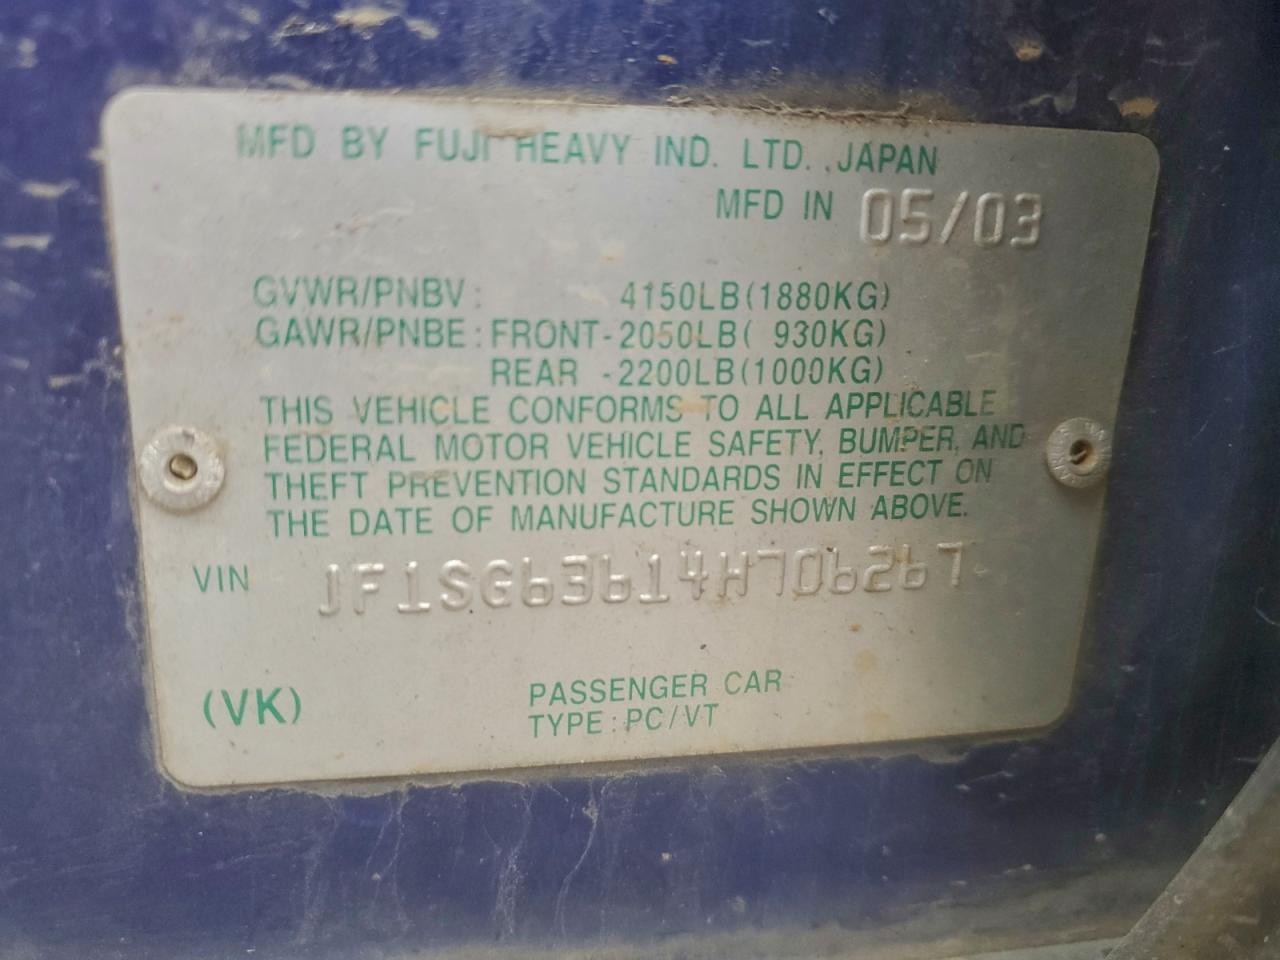 MFD BY FUJI HEAVY IND. LTD. ,JAPAN
MFD IN 05/03
GVWR/PNBV: 4150LB(1880KG)
GAWR/PNBE:FRONT-2050LB( 930KG)
REAR -2200LB(1000KG)
THIS VEHICLE CONFORMS TO ALL APPLICABLE
FEDERAL MOTOR VEHICLE SAFETY, BUMPER, AND
THEFT PREVENTION STANDARDS IN EFFECT ON
THE DATE OF MANUFACTURE SHOWN ABOVE.
VIN JF1SG63614H706267
(VK)
PASSENGER CAR
TYPE:PC/VT